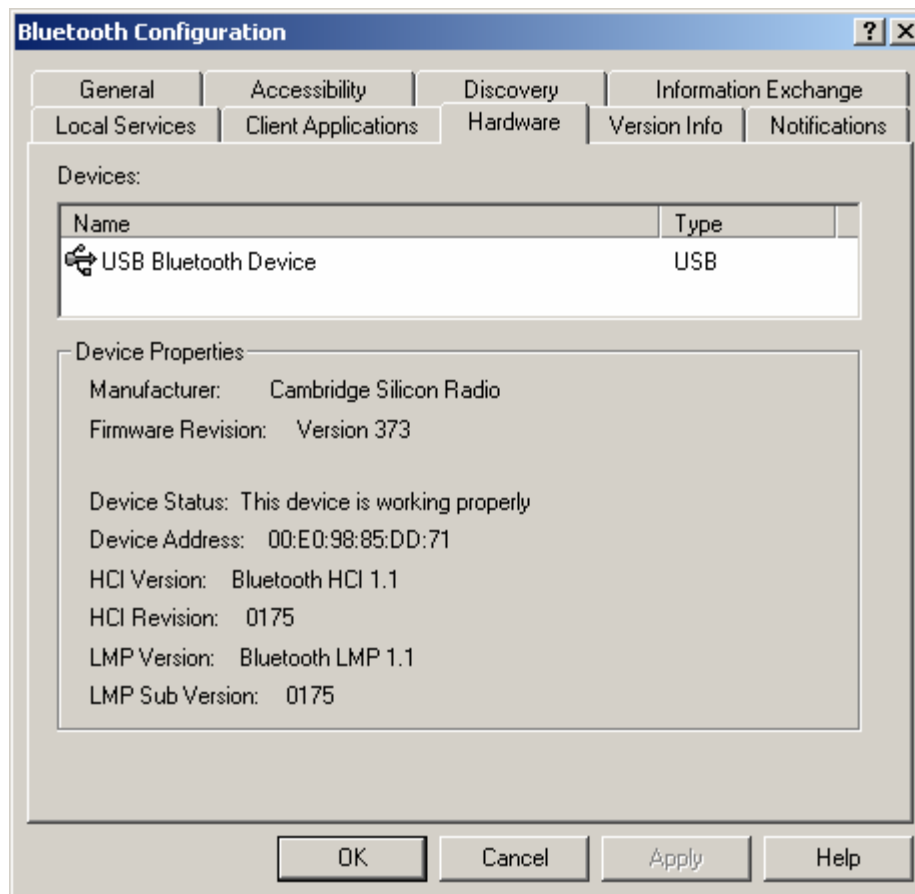 Bluetooth Configuration
General Accessibility Discovery Information Exchange
Local Services Client Applications Hardware Version Info Notifications
Devices:
Name Type
USB Bluetooth Device USB
Device Properties
Manufacturer: Cambridge Silicon Radio
Firmware Revision: Version 373
Device Status: This device is working properly
Device Address: 00:E0:98:85:DD:71
HCI Version: Bluetooth HCI 1.1
HCI Revision: 0175
LMP Version: Bluetooth LMP 1.1
LMP Sub Version: 0175
OK Cancel Apply Help